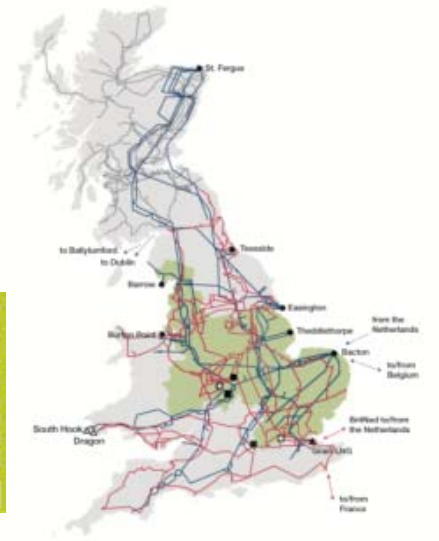 St. Fergus
Teesside
to Ballylumford
to Dublin
Barrow
Easington
from the
Netherlands
Burton Point
Theddlethorpe
Bacton
to/from
Belgium
South Hook
Dragon
BritNed to/from
the Netherlands
Grain LNG
to/from
France